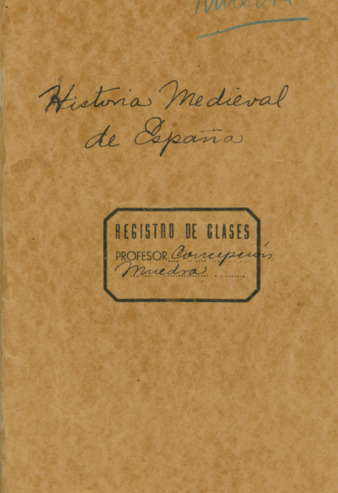 Historia Medieval
de España
REGISTRO DE CLASES
PROFESOR Concepción
Muedra